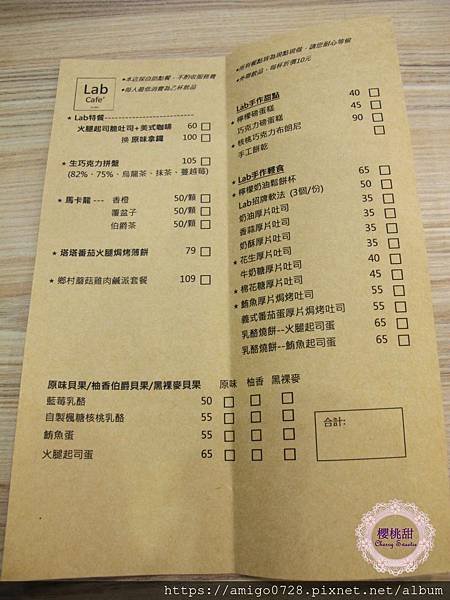 Lab
Cafe'
•本店採自助點餐，不酌收服務費
•每人最低消費為乙杯飲品
★ Lab特餐
火腿起司脆吐司+美式咖啡 60
換 原味拿鐵 100
★ 生巧克力拼盤 105
(82%、75%、烏龍茶、抹茶、蔓越莓)
★ 馬卡龍 --- 香橙 50/顆
覆盆子 50/顆
伯爵茶 50/顆
★ 塔塔番茄火腿焗烤薄餅 79
★ 鄉村蘑菇雞肉鹹派套餐 109
•所有餐點皆為現點現做，請您耐心等候
•外帶飲品，每杯折價10元
Lab手作甜點
★ 檸檬磅蛋糕 40
巧克力磅蛋糕 45
★ 核桃巧克力布朗尼 90
手工餅乾
★ Lab手作輕食
★ 檸檬奶油鬆餅杯 65
Lab招牌軟法 (3個/份) 50
奶油厚片吐司 35
香蒜厚片吐司 35
奶酥厚片吐司 35
★ 花生厚片吐司 35
牛奶糖厚片吐司 40
★ 棉花糖厚片吐司 45
★ 鮪魚厚片焗烤吐司 55
義式番茄蛋厚片焗烤吐司 55
乳酪燒餅--火腿起司蛋 65
乳酪燒餅--鮪魚起司蛋 65
原味貝果/柚香伯爵貝果/黑裸麥貝果 原味 柚香 黑裸麥
藍莓乳酪 50
自製楓糖核桃乳酪 55
鮪魚蛋 55
火腿起司蛋 65
合計:
櫻桃甜
Cherry Sweetie
https://amigo0728.pixnet.net/album